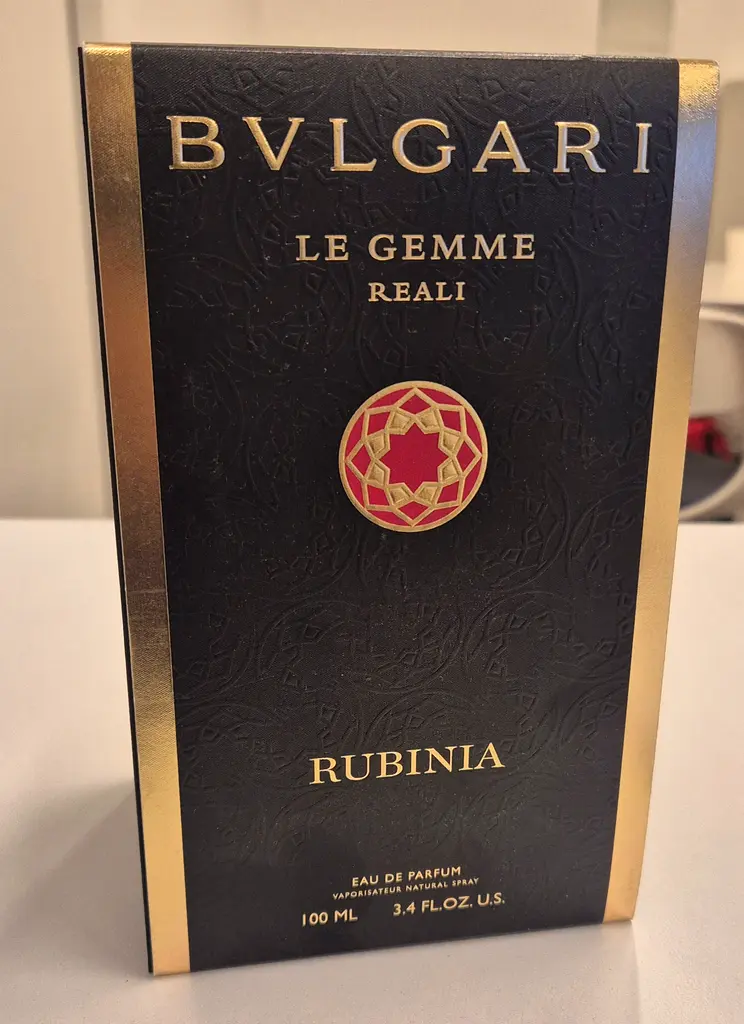 BVLGARI
LE GEMME
REALI
RUBINIA
EAU DE PARFUM
VAPORISATEUR NATURAL SPRAY
100 ML 3.4 FL.OZ. U.S.